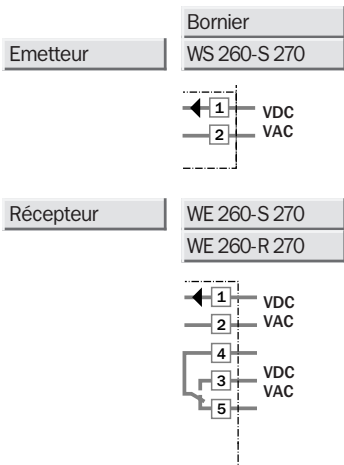 Bornier
Emetteur WS 260-S 270
1 VDC
2 VAC
Récepteur WE 260-S 270
WE 260-R 270
1 VDC
2 VAC
4
3 VDC
VAC
5